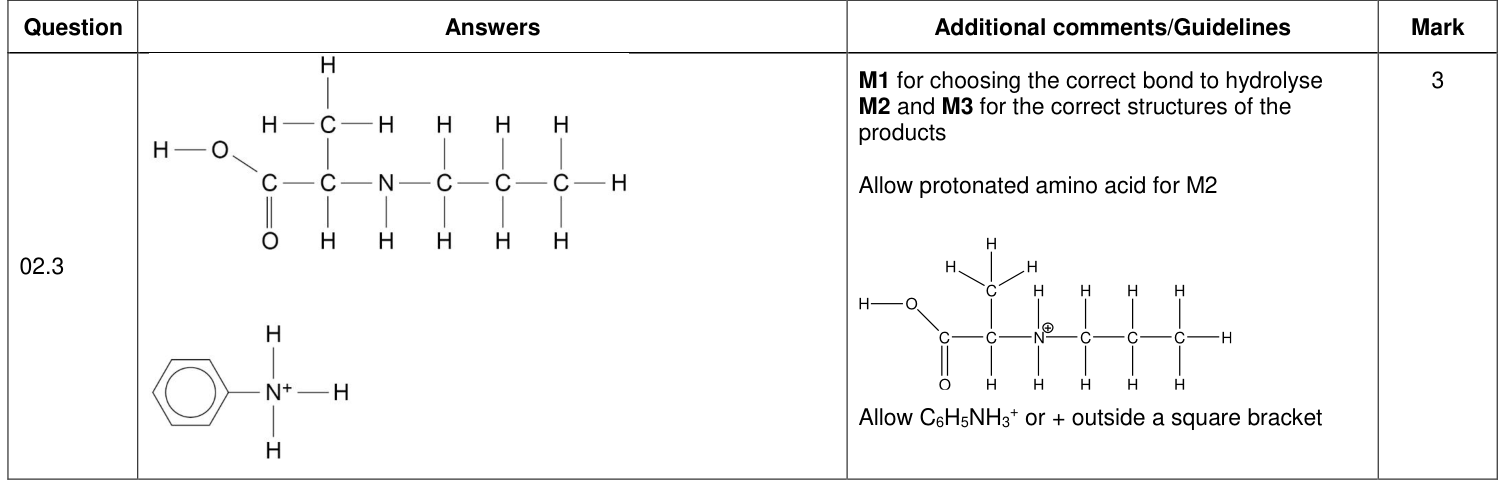 Question Answers Additional comments/Guidelines Mark
02.3
H
H C H H H H
H O
C C N C C C H
O H H H H H
H
N+ H
H
M1 for choosing the correct bond to hydrolyse
M2 and M3 for the correct structures of the
products
Allow protonated amino acid for M2
H
H H
C H H H H
H O
C C N⊕ C C C H
O H H H H H
Allow C₆H₅NH₃⁺ or + outside a square bracket
3